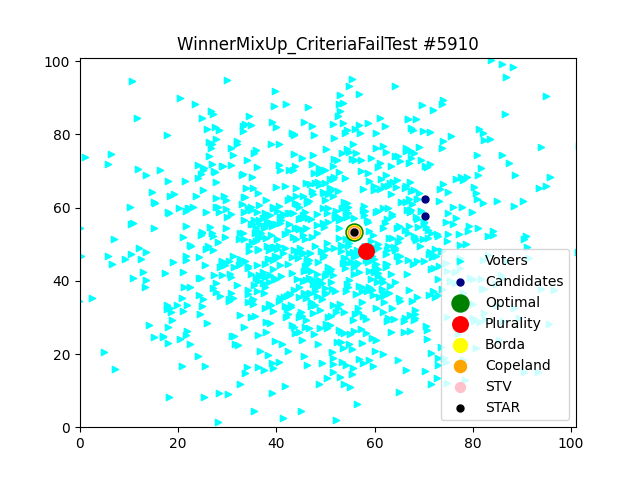 WinnerMixUp_CriteriaFailTest #5910
100
80
60
40
20
0
0 20 40 60 80 100
Voters
Candidates
Optimal
Plurality
Borda
Copeland
STV
STAR